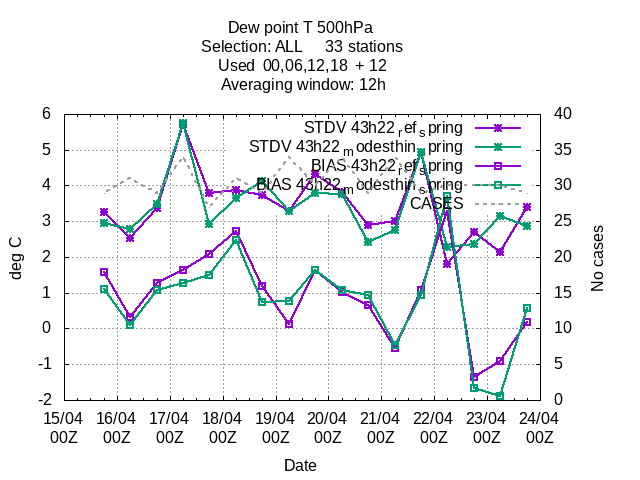 Dew point T 500hPa
Selection: ALL     33 stations
Used  00,06,12,18  + 12
Averaging window: 12h
STDV 43h22_ref_spring
STDV 43h22_modesthin_spring
BIAS 43h22_ref_spring
BIAS 43h22_modesthin_spring
CASES
6
5
4
3
2
1
0
-1
-2
deg C
40
35
30
25
20
15
10
5
0
No cases
15/04 16/04 17/04 18/04 19/04 20/04 21/04 22/04 23/04 24/04
00Z 00Z 00Z 00Z 00Z 00Z 00Z 00Z 00Z 00Z
Date